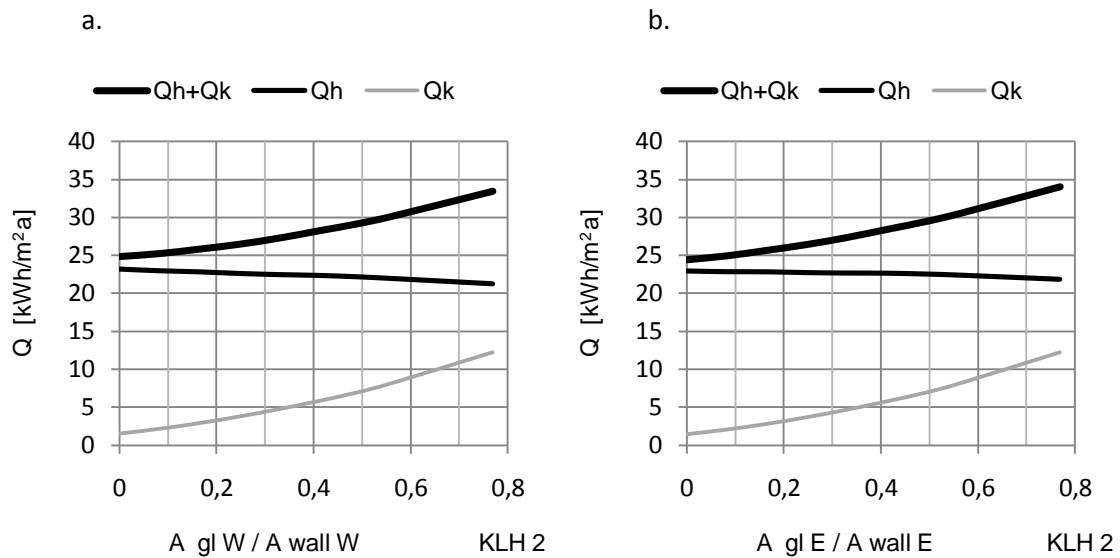 a.
Qh+Qk Qh Qk
Q [kWh/m²a]
40
35
30
25
20
15
10
5
0
0 0,2 0,4 0,6 0,8
A gl W / A wall W KLH 2
b.
Qh+Qk Qh Qk
Q [kWh/m²a]
40
35
30
25
20
15
10
5
0
0 0,2 0,4 0,6 0,8
A gl E / A wall E KLH 2